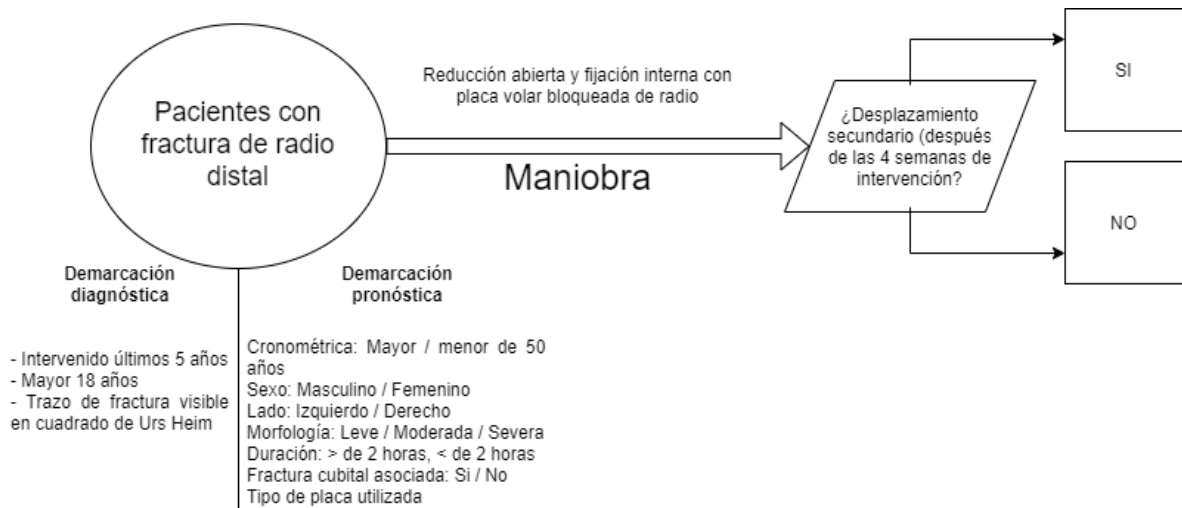 Pacientes con
fractura de radio
distal
Reducción abierta y fijación interna con
placa volar bloqueada de radio
Maniobra
¿Desplazamiento
secundario (después
de las 4 semanas de
intervención?
SI
NO
Demarcación
diagnóstica
- Intervenido últimos 5 años
- Mayor 18 años
- Trazo de fractura visible
en cuadrado de Urs Heim
Demarcación
pronóstica
Cronométrica: Mayor / menor de 50
años
Sexo: Masculino / Femenino
Lado: Izquierdo / Derecho
Morfología: Leve / Moderada / Severa
Duración: > de 2 horas, < de 2 horas
Fractura cubital asociada: Si / No
Tipo de placa utilizada